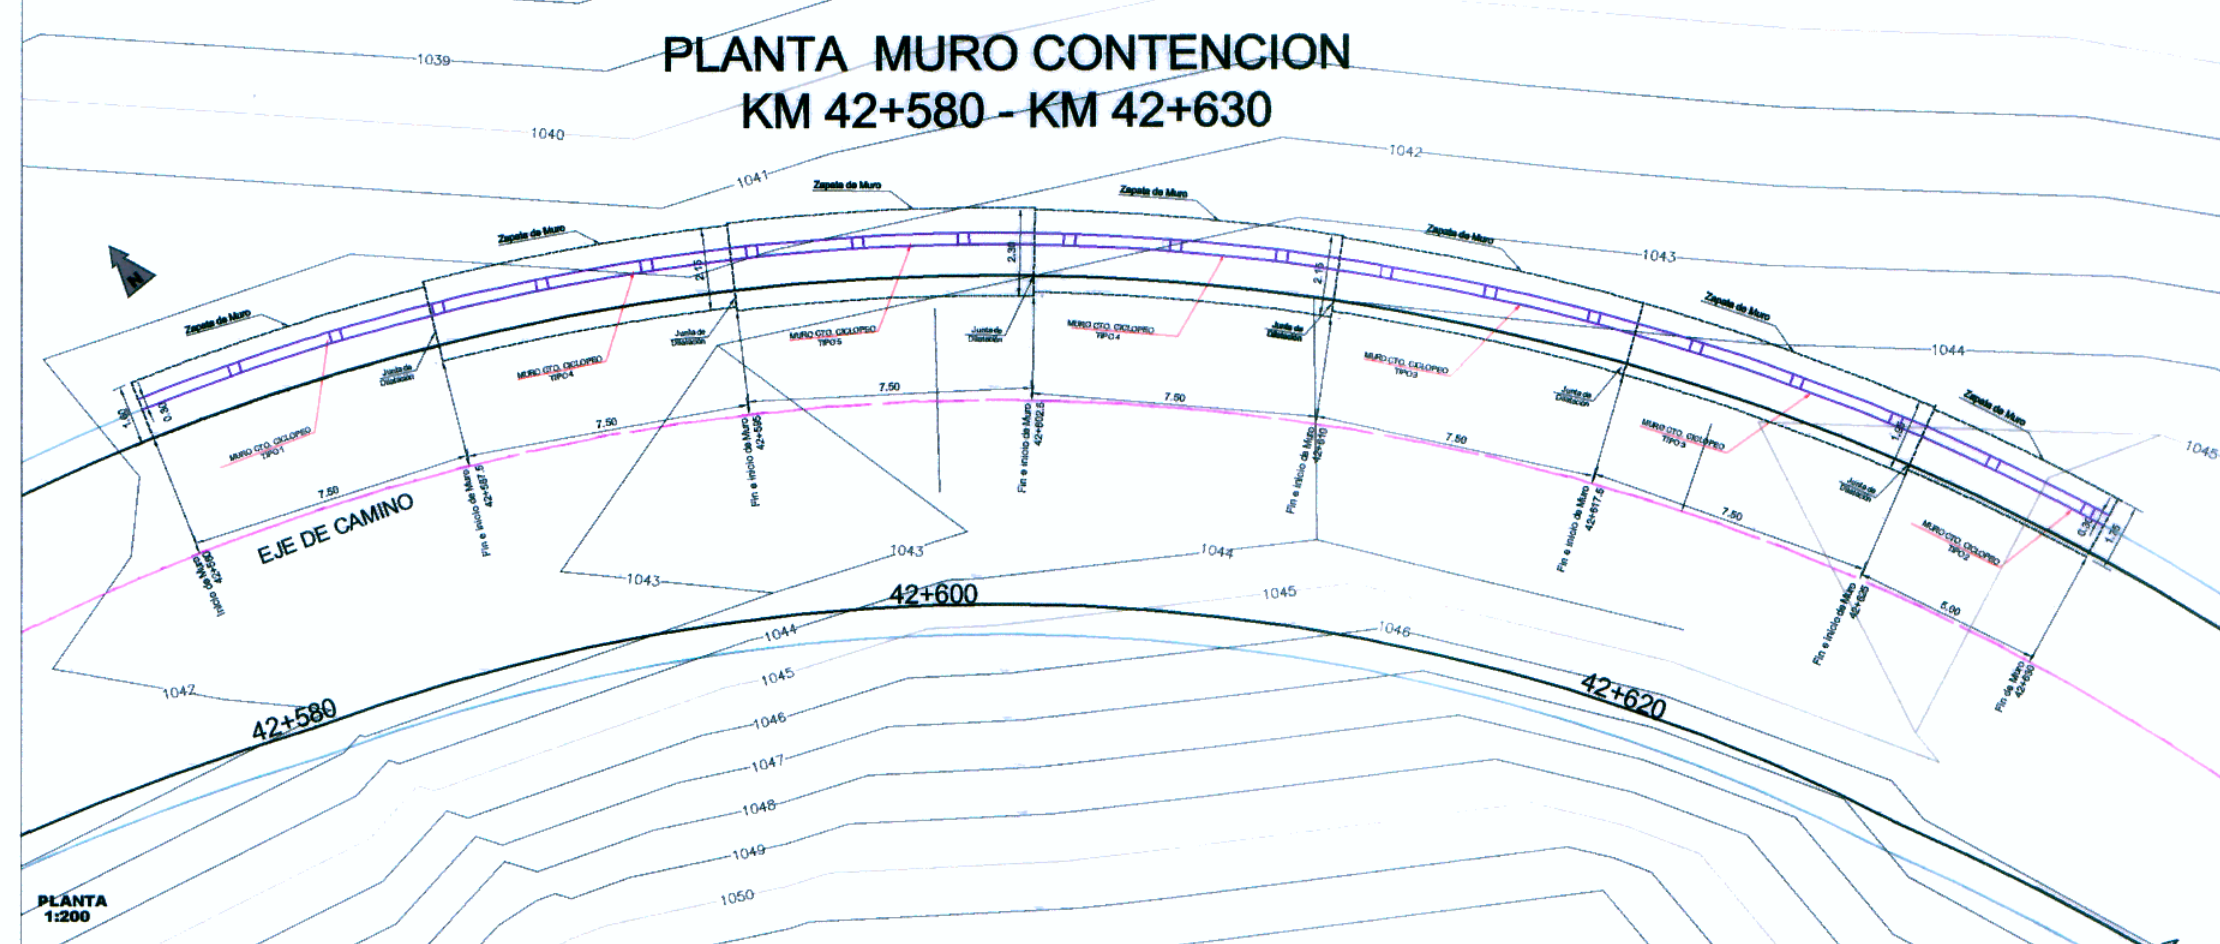 PLANTA MURO CONTENCION
KM 42+580 - KM 42+630
1039
1040
1041
1042
1043
1044
1045
Zapata de Muro
Zapata de Muro
Zapata de Muro
Zapata de Muro
Zapata de Muro
Zapata de Muro
Zapata de Muro
N
2.15
2.30
2.15
0.30
MURO CTO. CICLOPEO
TIPO 1
MURO CTO. CICLOPEO
TIPO 4
MURO CTO. CICLOPEO
TIPO 5
MURO CTO. CICLOPEO
TIPO 4
MURO CTO. CICLOPEO
TIPO 3
MURO CTO. CICLOPEO
TIPO 3
MURO CTO. CICLOPEO
TIPO 2
Junta de
Dilatación
Junta de
Dilatación
Junta de
Dilatación
Junta de
Dilatación
Junta de
Dilatación
Junta de
Dilatación
7.50
7.50
7.50
7.50
7.50
7.50
5.00
0.30
EJE DE CAMINO
Inicio de Muro
42+580
Fin e inicio de Muro
42+587.5
Fin e inicio de Muro
42+595
Fin e inicio de Muro
42+602.5
Fin e inicio de Muro
42+610
Fin e inicio de Muro
42+617.5
Fin e inicio de Muro
42+625
Fin de Muro
42+630
1043
1043
1044
1045
1046
1042
42+580
42+600
42+620
1044
1045
1046
1047
1048
1049
1050
PLANTA
1:200